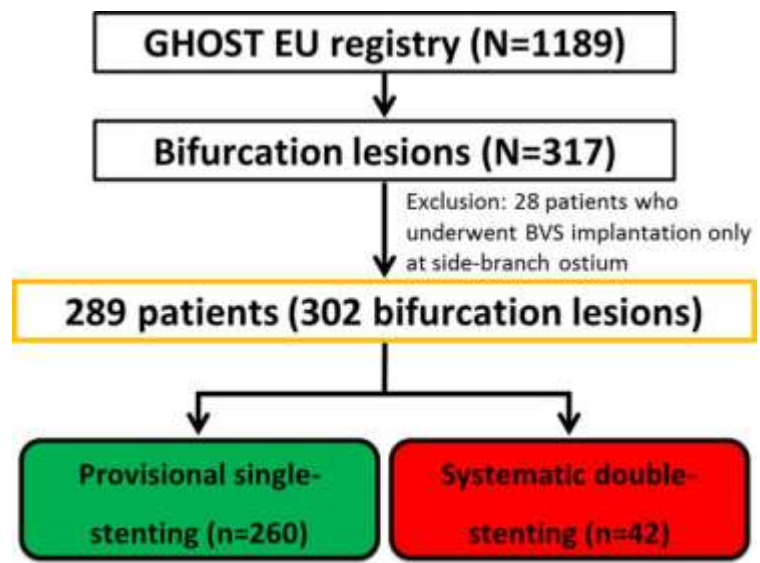 GHOST EU registry (N=1189)
Bifurcation lesions (N=317)
Exclusion: 28 patients who
underwent BVS implantation only
at side-branch ostium
289 patients (302 bifurcation lesions)
Provisional single-
stenting (n=260)
Systematic double-
stenting (n=42)